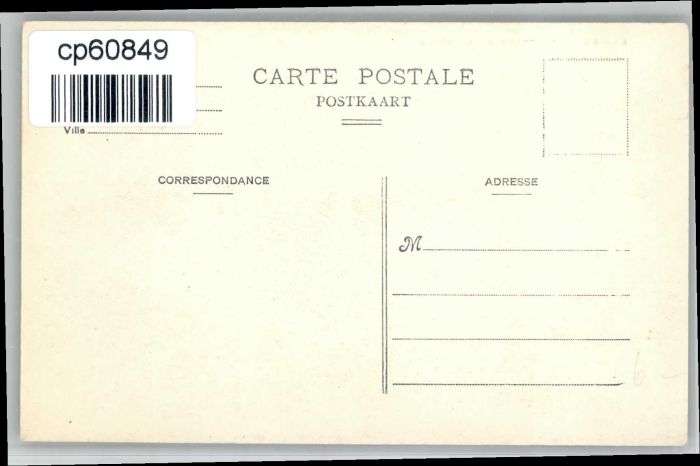 cp60849
CARTE POSTALE
POSTKAART
Ville
CORRESPONDANCE
ADRESSE
M